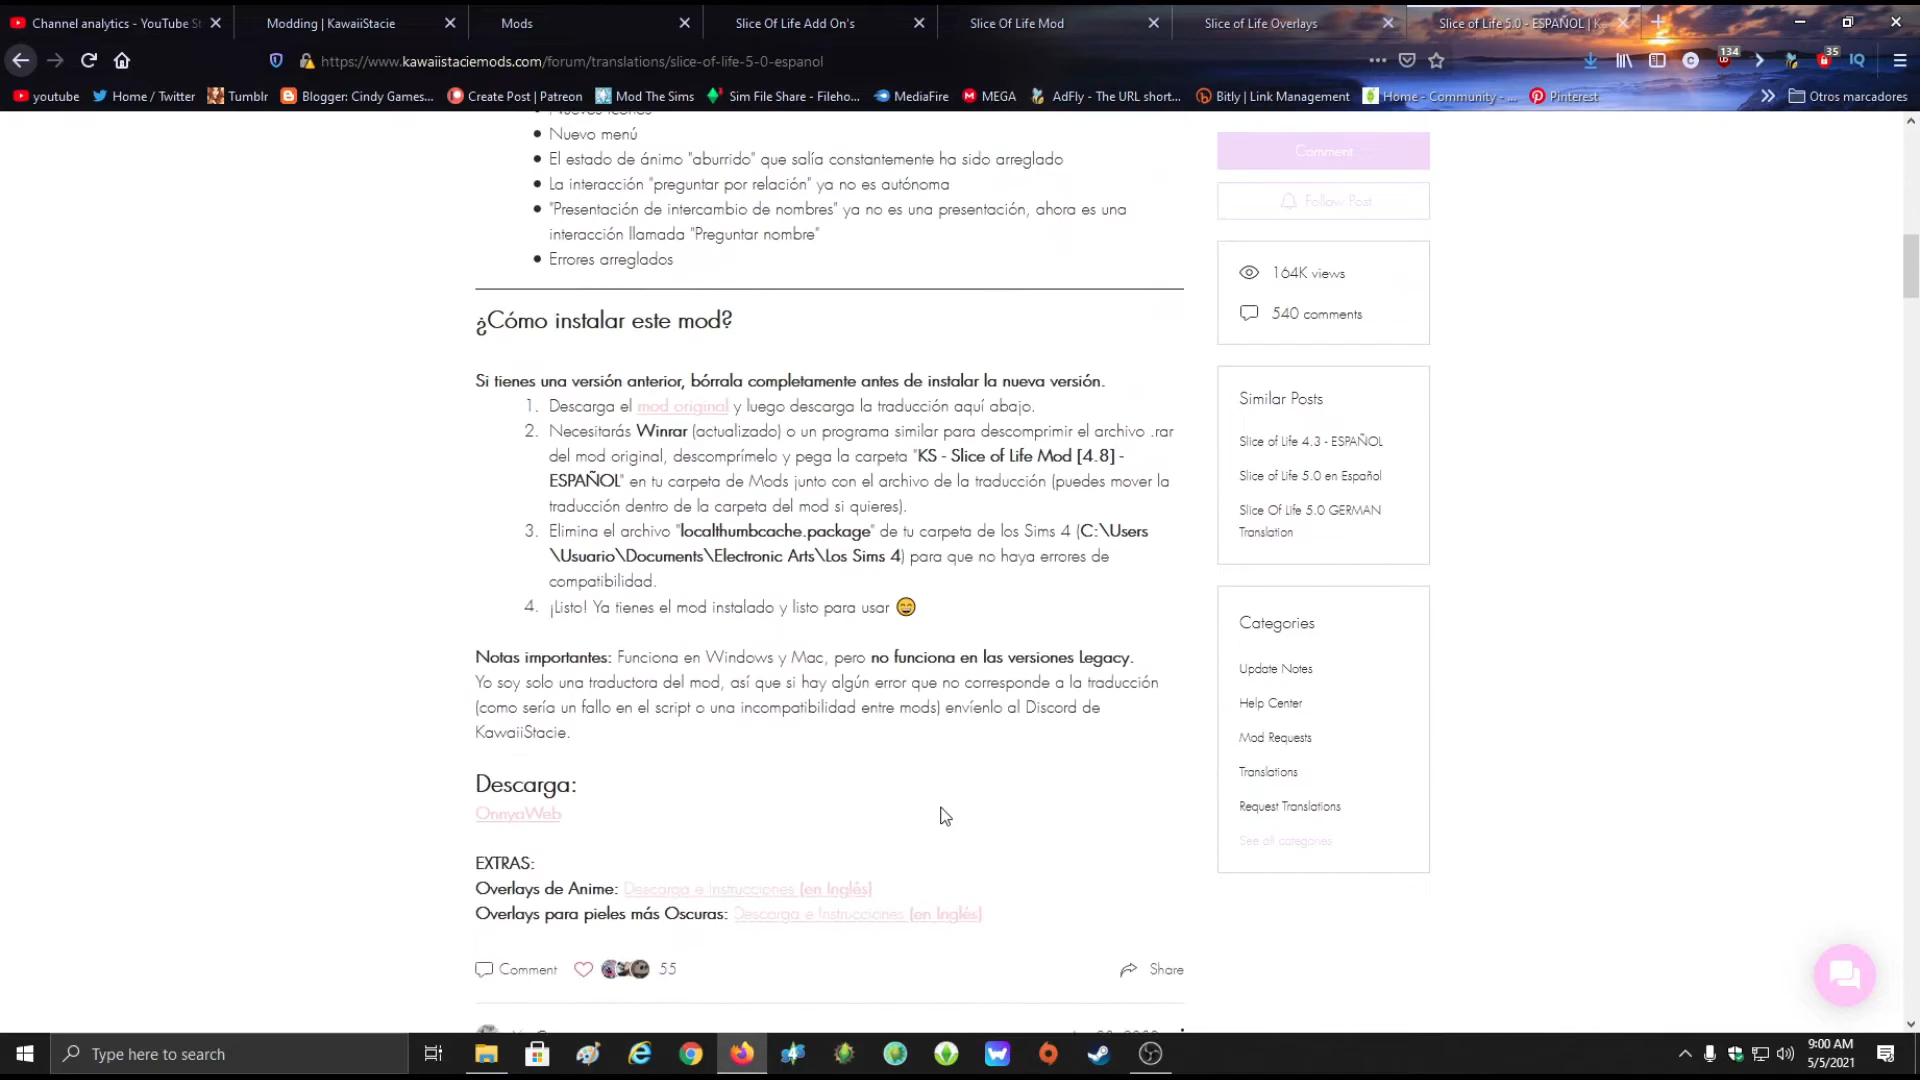 Channel analytics - YouTube St
Modding | KawaiiStacie
Mods
Slice Of Life Add On's
Slice Of Life Mod
Slice of Life Overlays
Slice of Life 5.0 - ESPAÑOL | K
https://www.kawaiistaciemods.com/forum/translations/slice-of-life-5-0-espanol
134
35
IQ
youtube
Home / Twitter
Tumblr
Blogger: Cindy Games...
Create Post | Patreon
Mod The Sims
Sim File Share - Fileho...
MediaFire
MEGA
AdFly - The URL short...
Bitly | Link Management
Home - Community - ...
Pinterest
Otros marcadores
Nuevos iconos
Nuevo menú
El estado de ánimo "aburrido" que salía constantemente ha sido arreglado
La interacción "preguntar por relación" ya no es autónoma
"Presentación de intercambio de nombres" ya no es una presentación, ahora es una
interacción llamada "Preguntar nombre"
Errores arreglados
¿Cómo instalar este mod?
Si tienes una versión anterior, bórrala completamente antes de instalar la nueva versión.
1. Descarga el mod original y luego descarga la traducción aquí abajo.
2. Necesitarás Winrar (actualizado) o un programa similar para descomprimir el archivo .rar
del mod original, descomprímelo y pega la carpeta "KS - Slice of Life Mod [4.8] -
ESPAÑOL" en tu carpeta de Mods junto con el archivo de la traducción (puedes mover la
traducción dentro de la carpeta del mod si quieres).
3. Elimina el archivo "localthumbcache.package" de tu carpeta de los Sims 4 (C:\Users
\Usuario\Documents\Electronic Arts\Los Sims 4) para que no haya errores de
compatibilidad.
4. ¡Listo! Ya tienes el mod instalado y listo para usar 😄
Notas importantes: Funciona en Windows y Mac, pero no funciona en las versiones Legacy.
Yo soy solo una traductora del mod, así que si hay algún error que no corresponde a la traducción
(como sería un fallo en el script o una incompatibilidad entre mods) envíenlo al Discord de
KawaiiStacie.
Descarga:
OnnyaWeb
EXTRAS:
Overlays de Anime: Descarga e Instrucciones (en Inglés)
Overlays para pieles más Oscuras: Descarga e Instrucciones (en Inglés)
Comment
55
Share
Comment
Follow Post
164K views
540 comments
Similar Posts
Slice of Life 4.3 - ESPAÑOL
Slice of Life 5.0 en Español
Slice Of Life 5.0 GERMAN
Translation
Categories
Update Notes
Help Center
Mod Requests
Translations
Request Translations
See all categories
Type here to search
9:00 AM
5/5/2021